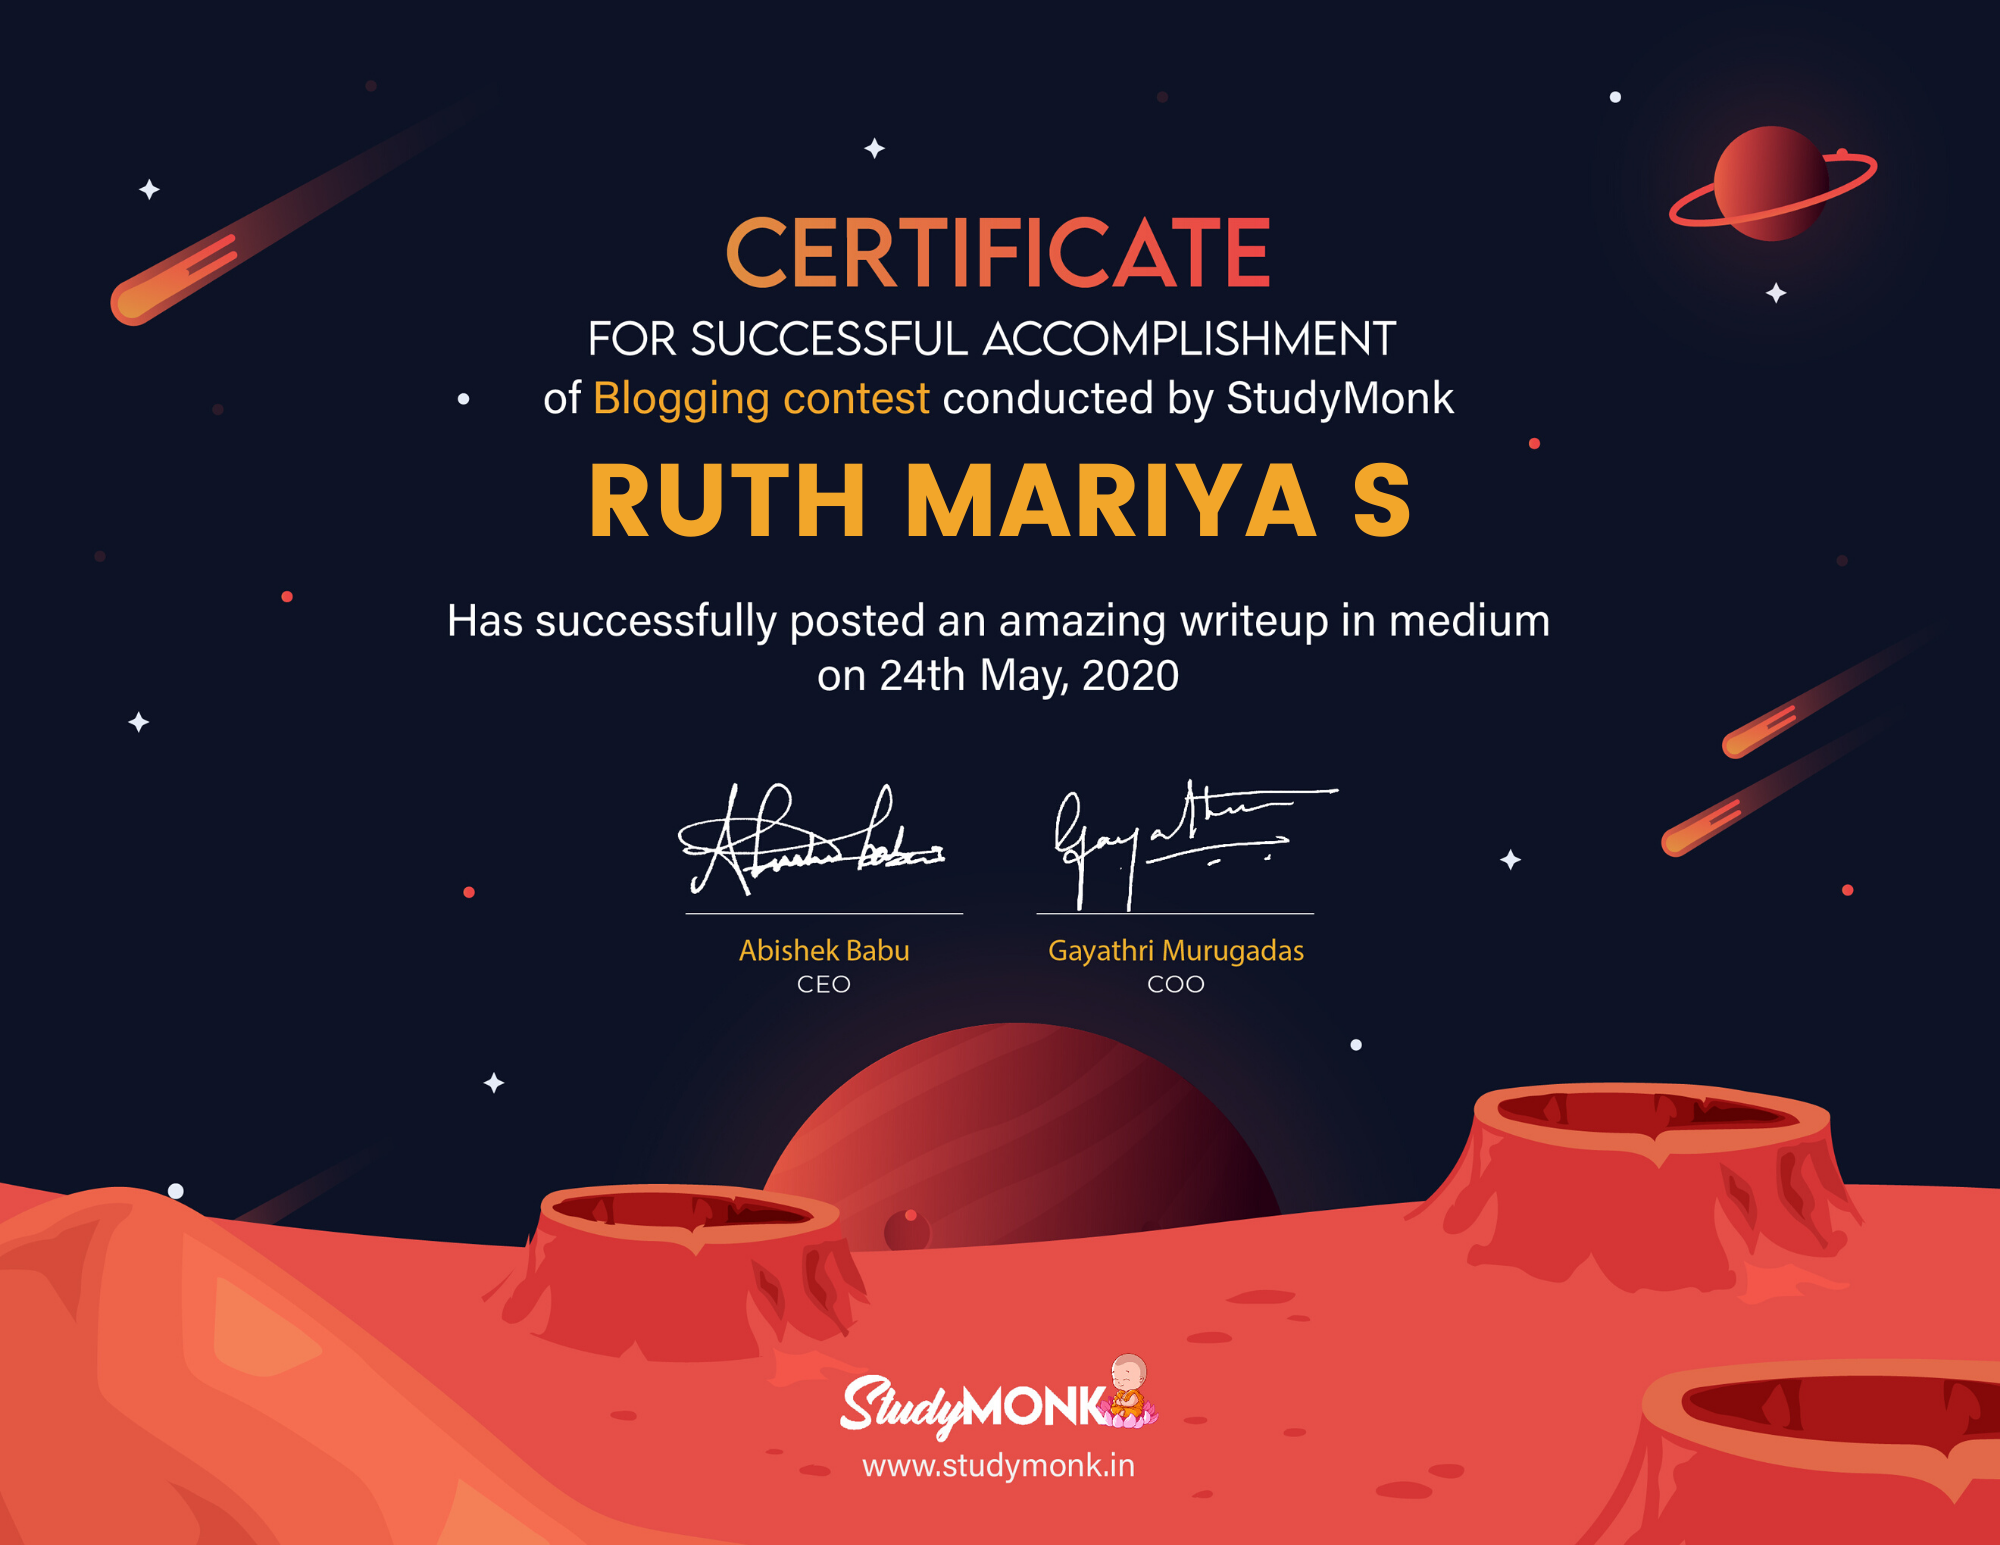 CERTIFICATE
FOR SUCCESSFUL ACCOMPLISHMENT
of Blogging contest conducted by StudyMonk
RUTH MARIYA S
Has successfully posted an amazing writeup in medium
on 24th May, 2020
Abishek Babu
Gayathri Murugadas
CEO
COO
StudyMONK
www.studymonk.in